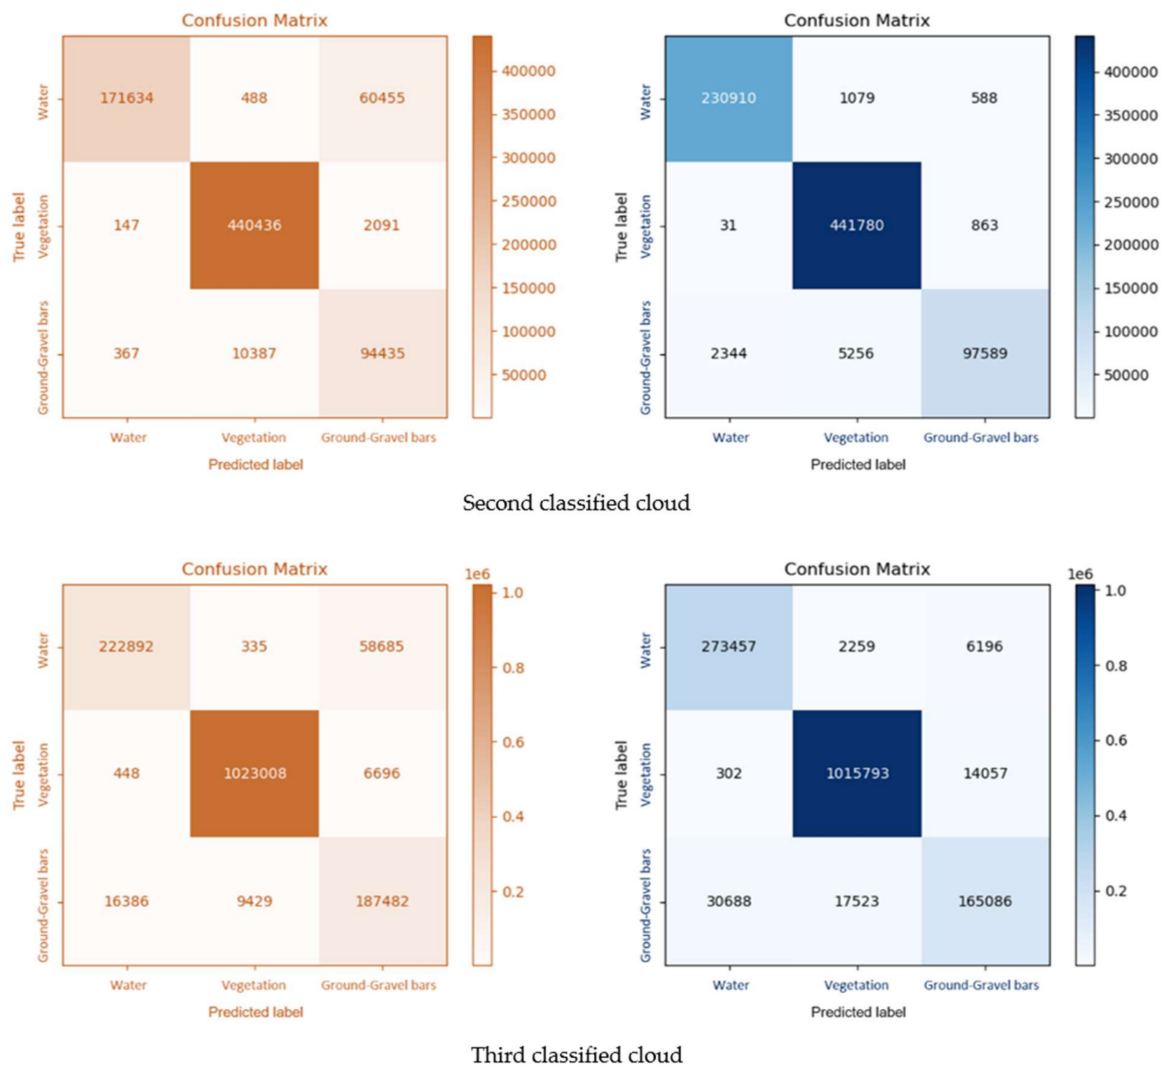 Confusion Matrix
Water
171634 488 60455
Vegetation
147 440436 2091
Ground-Gravel bars
367 10387 94435
True label
Water Vegetation Ground-Gravel bars
Predicted label
400000
350000
300000
250000
200000
150000
100000
50000
Confusion Matrix
Water
230910 1079 588
Vegetation
31 441780 863
Ground-Gravel bars
2344 5256 97589
True label
Water Vegetation Ground-Gravel bars
Predicted label
400000
350000
300000
250000
200000
150000
100000
50000
Second classified cloud
Confusion Matrix
Water
222892 335 58685
Vegetation
448 1023008 6696
Ground-Gravel bars
16386 9429 187482
True label
Water Vegetation Ground-Gravel bars
Predicted label
1e6
1.0
0.8
0.6
0.4
0.2
Confusion Matrix
Water
273457 2259 6196
Vegetation
302 1015793 14057
Ground-Gravel bars
30688 17523 165086
True label
Water Vegetation Ground-Gravel bars
Predicted label
1e6
1.0
0.8
0.6
0.4
0.2
Third classified cloud